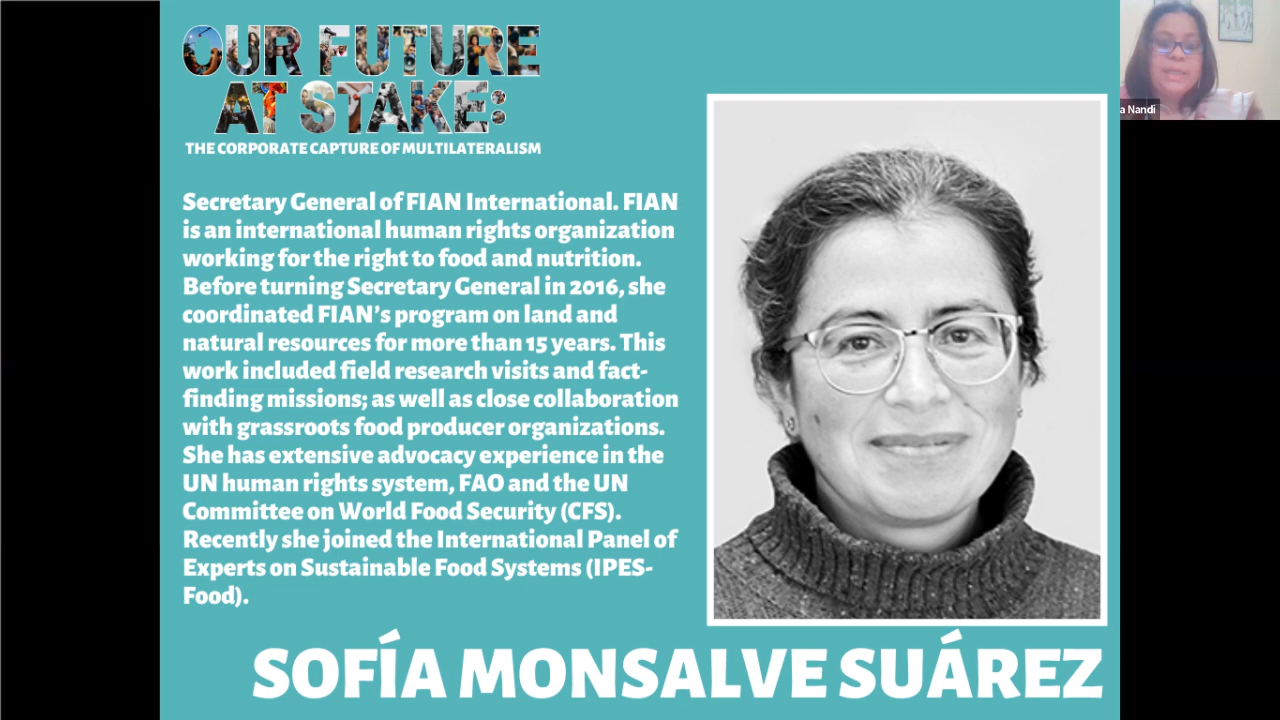 OUR FUTURE
AT STAKE:
THE CORPORATE CAPTURE OF MULTILATERALISM
Secretary General of FIAN International. FIAN
is an international human rights organization
working for the right to food and nutrition.
Before turning Secretary General in 2016, she
coordinated FIAN’s program on land and
natural resources for more than 15 years. This
work included field research visits and fact-
finding missions; as well as close collaboration
with grassroots food producer organizations.
She has extensive advocacy experience in the
UN human rights system, FAO and the UN
Committee on World Food Security (CFS).
Recently she joined the International Panel of
Experts on Sustainable Food Systems (IPES-
Food).
SOFÍA MONSALVE SUÁREZ
a Nandi